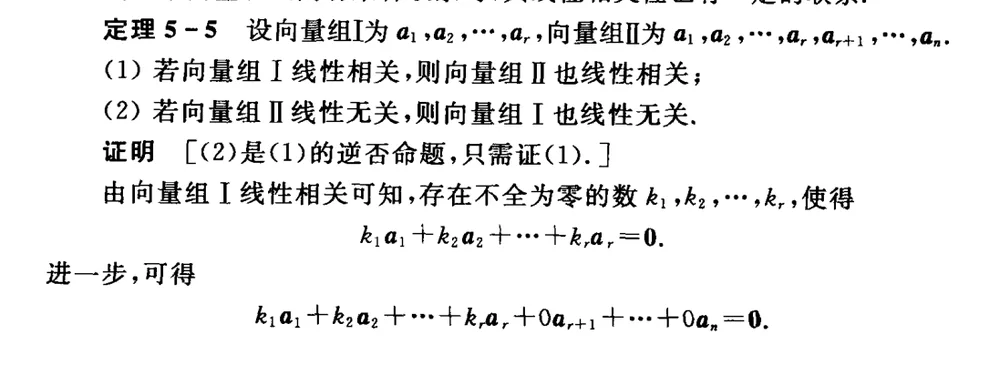 定理5-5 设向量组Ⅰ为a₁,a₂,⋯,aᵣ,向量组Ⅱ为a₁,a₂,⋯,aᵣ,aᵣ₊₁,⋯,aₙ.
(1)若向量组Ⅰ线性相关,则向量组Ⅱ也线性相关;
(2)若向量组Ⅱ线性无关,则向量组Ⅰ也线性无关.
证明 [(2)是(1)的逆否命题,只需证(1).]
由向量组Ⅰ线性相关可知,存在不全为零的数k₁,k₂,⋯,kᵣ,使得
k₁a₁+k₂a₂+⋯+kᵣaᵣ=0.
进一步,可得
k₁a₁+k₂a₂+⋯+kᵣaᵣ+0aᵣ₊₁+⋯+0aₙ=0.